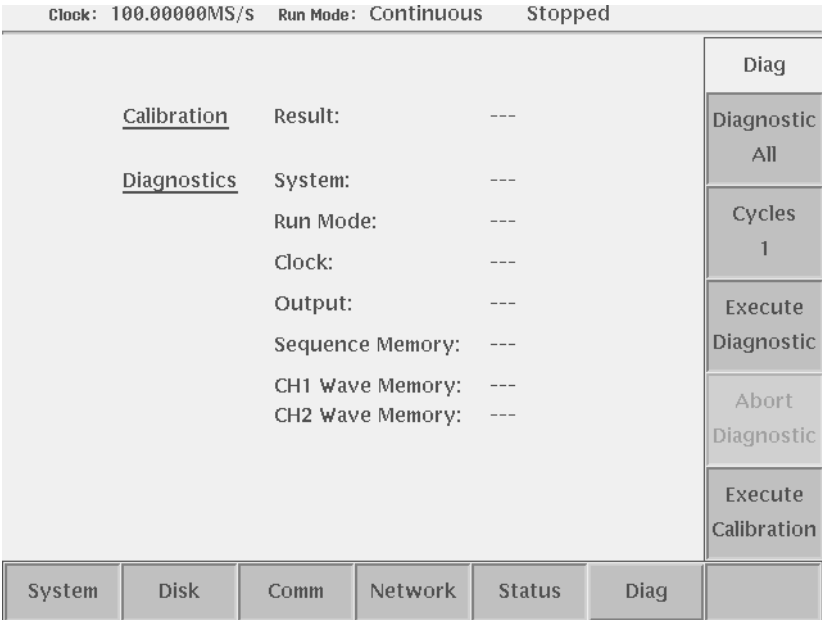 Clock: 100.00000MS/s Run Mode: Continuous Stopped
Calibration Result: ---
Diagnostics System: ---
Run Mode: ---
Clock: ---
Output: ---
Sequence Memory: ---
CH1 Wave Memory: ---
CH2 Wave Memory: ---
Diag
Diagnostic
All
Cycles
1
Execute
Diagnostic
Abort
Diagnostic
Execute
Calibration
System Disk Comm Network Status Diag